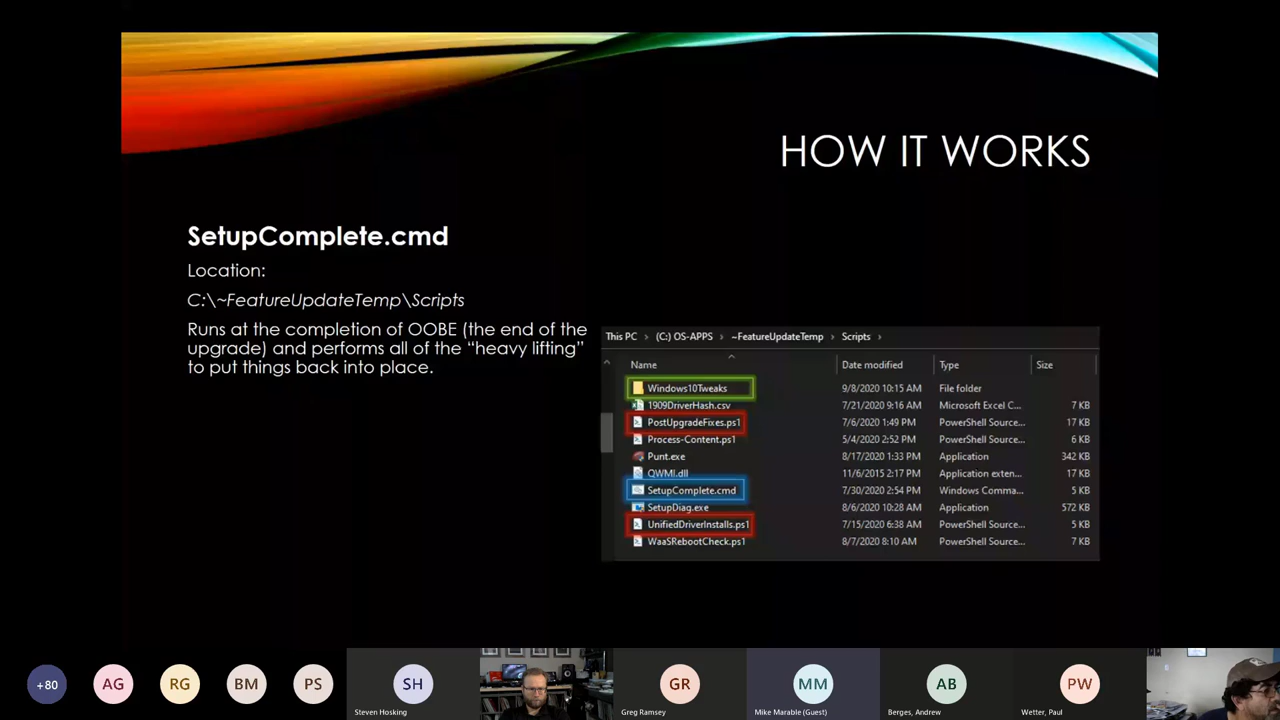 HOW IT WORKS
SetupComplete.cmd
Location:
C:\~FeatureUpdateTemp\Scripts
Runs at the completion of OOBE (the end of the
upgrade) and performs all of the “heavy lifting”
to put things back into place.
This PC > (C:) OS-APPS > ~FeatureUpdateTemp > Scripts >
Name Date modified Type Size
Windows10Tweaks 9/8/2020 10:15 AM File folder
1909DriverHash.csv 7/21/2020 9:16 AM Microsoft Excel C... 7 KB
PostUpgradeFixes.ps1 7/6/2020 1:49 PM PowerShell Source... 17 KB
Process-Content.ps1 5/4/2020 2:52 PM PowerShell Source... 6 KB
Punt.exe 8/17/2020 1:33 PM Application 342 KB
QWMI.dll 11/6/2015 2:17 PM Application exten... 17 KB
SetupComplete.cmd 7/30/2020 2:54 PM Windows Comma... 5 KB
SetupDiag.exe 8/6/2020 10:28 AM Application 572 KB
UnifiedDriverInstalls.ps1 7/15/2020 6:38 AM PowerShell Source... 5 KB
WaaSRebootCheck.ps1 8/7/2020 8:10 AM PowerShell Source... 7 KB
+80 AG RG BM PS SH GR MM AB PW
Steven Hosking Greg Ramsey Mike Marable (Guest) Berges, Andrew Wetter, Paul